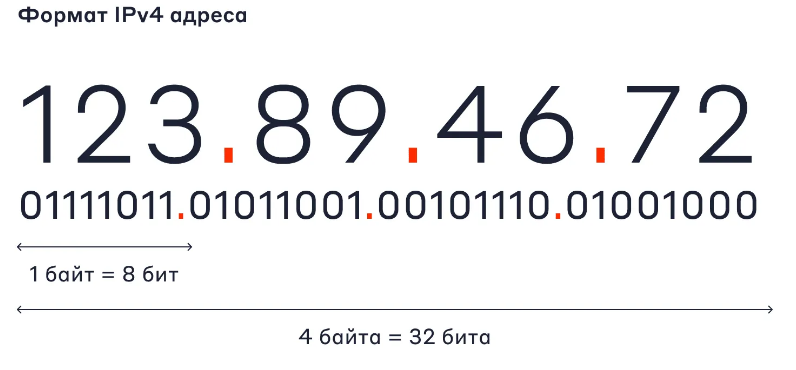 Формат IPv4 адреса
123.89.46.72
01111011.01011001.00101110.01001000
1 байт = 8 бит
4 байта = 32 бита